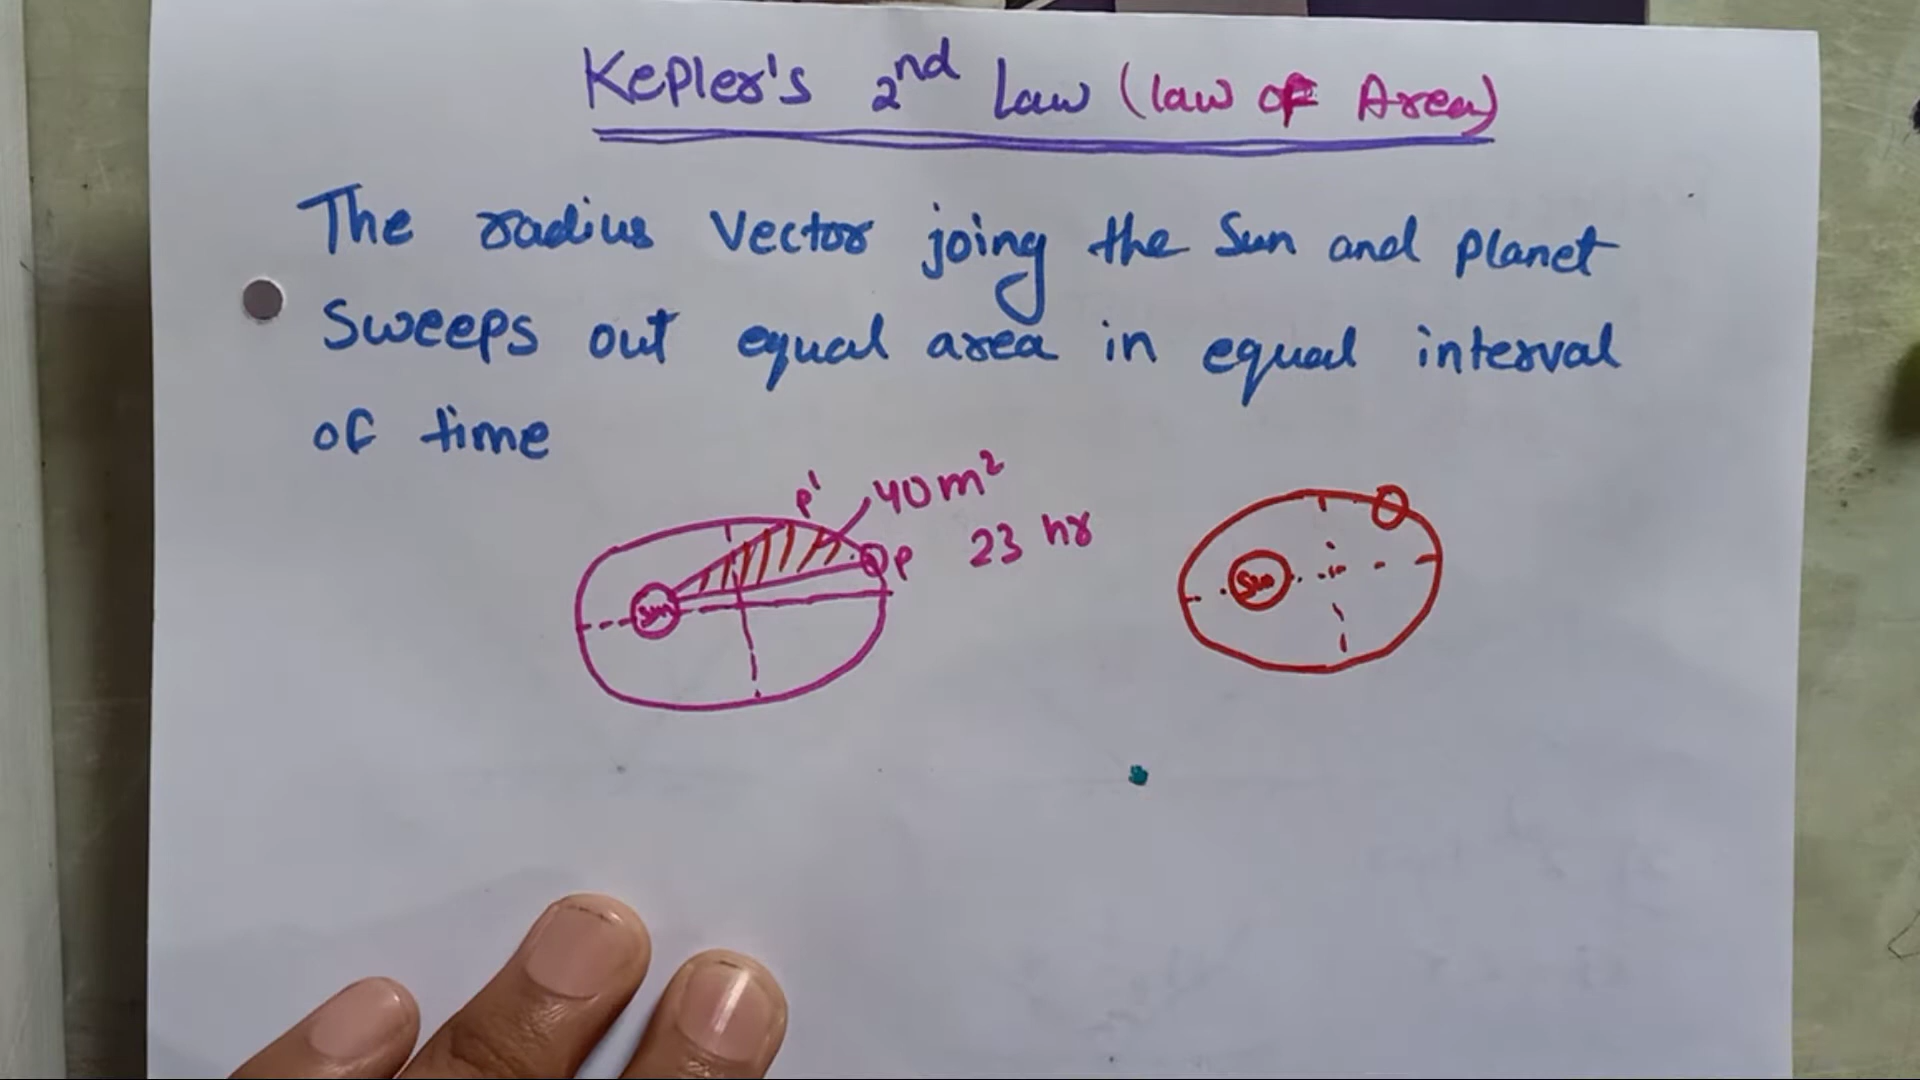 Kepler's 2nd Law (law of Area)
The radius Vector joing the Sun and Planet
Sweeps out equal area in equal interval
of time
P' 40m²
P 23 hr
Sun
Sun